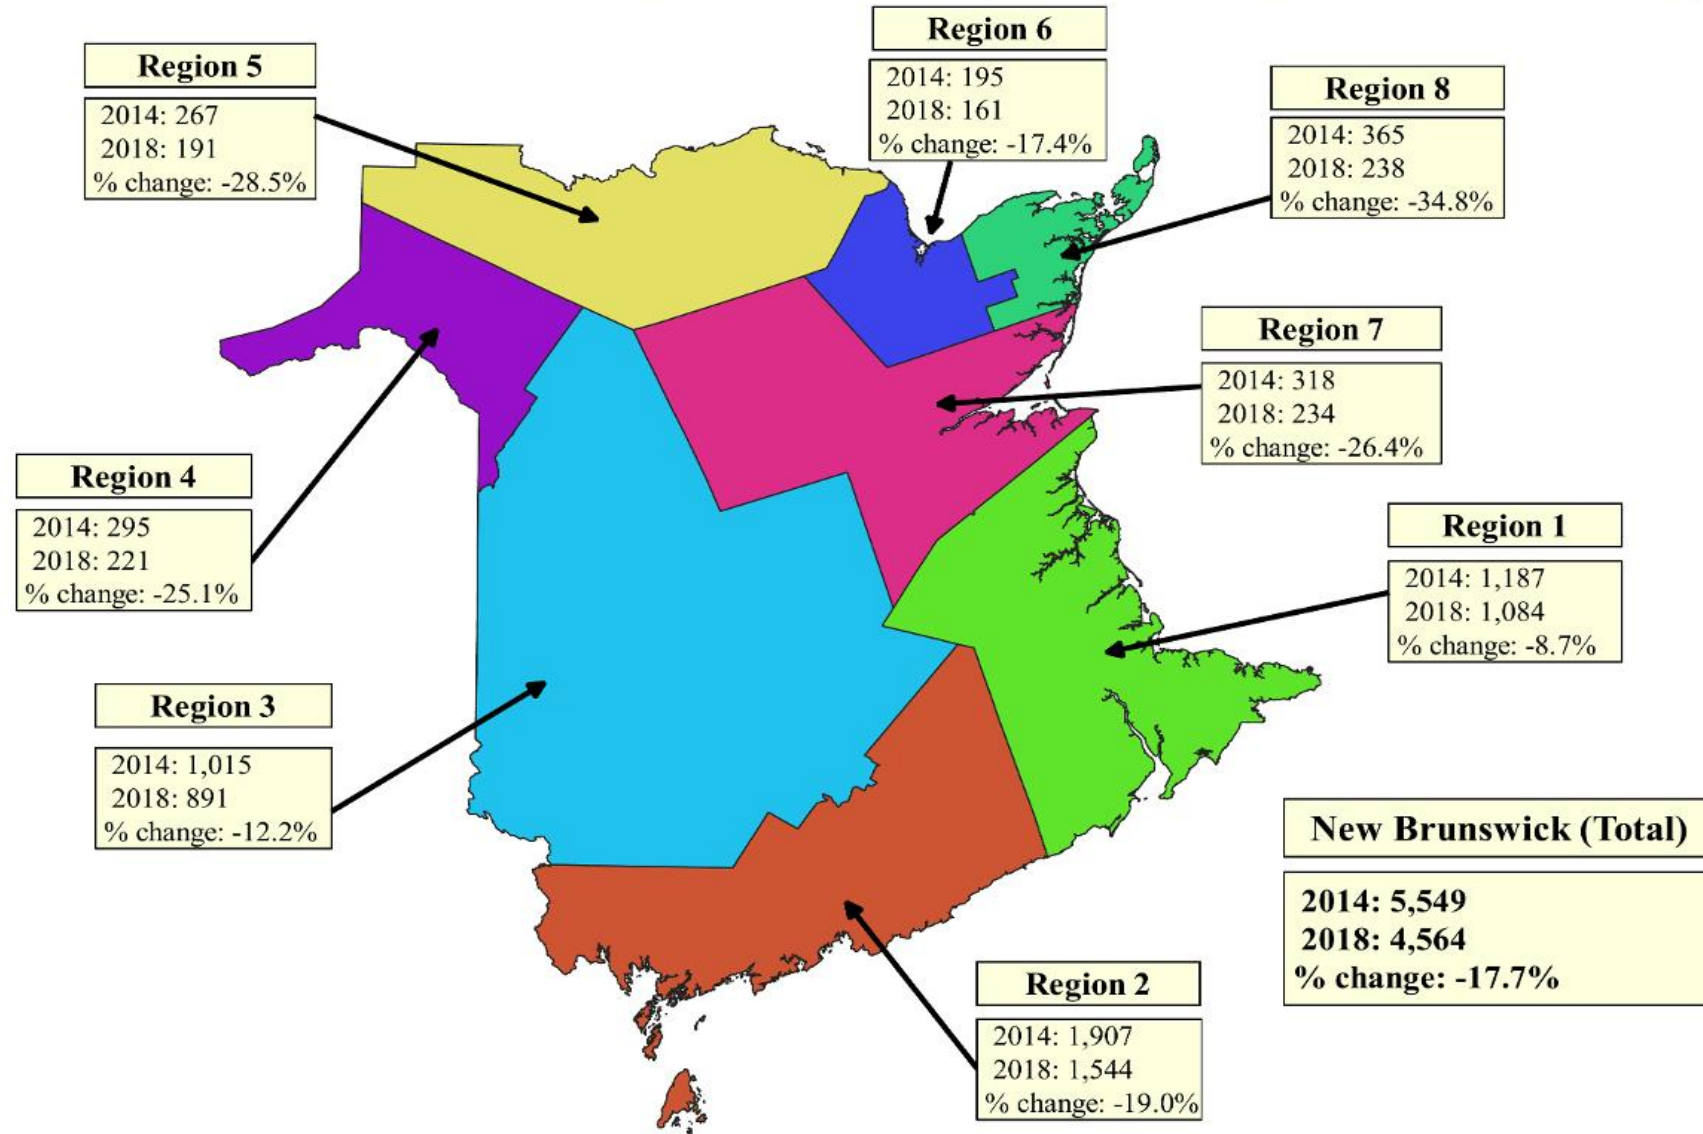 Region 6
2014: 195
2018: 161
% change: -17.4%
Region 5
2014: 267
2018: 191
% change: -28.5%
Region 8
2014: 365
2018: 238
% change: -34.8%
Region 7
2014: 318
2018: 234
% change: -26.4%
Region 4
2014: 295
2018: 221
% change: -25.1%
Region 1
2014: 1,187
2018: 1,084
% change: -8.7%
Region 3
2014: 1,015
2018: 891
% change: -12.2%
New Brunswick (Total)
2014: 5,549
2018: 4,564
% change: -17.7%
Region 2
2014: 1,907
2018: 1,544
% change: -19.0%